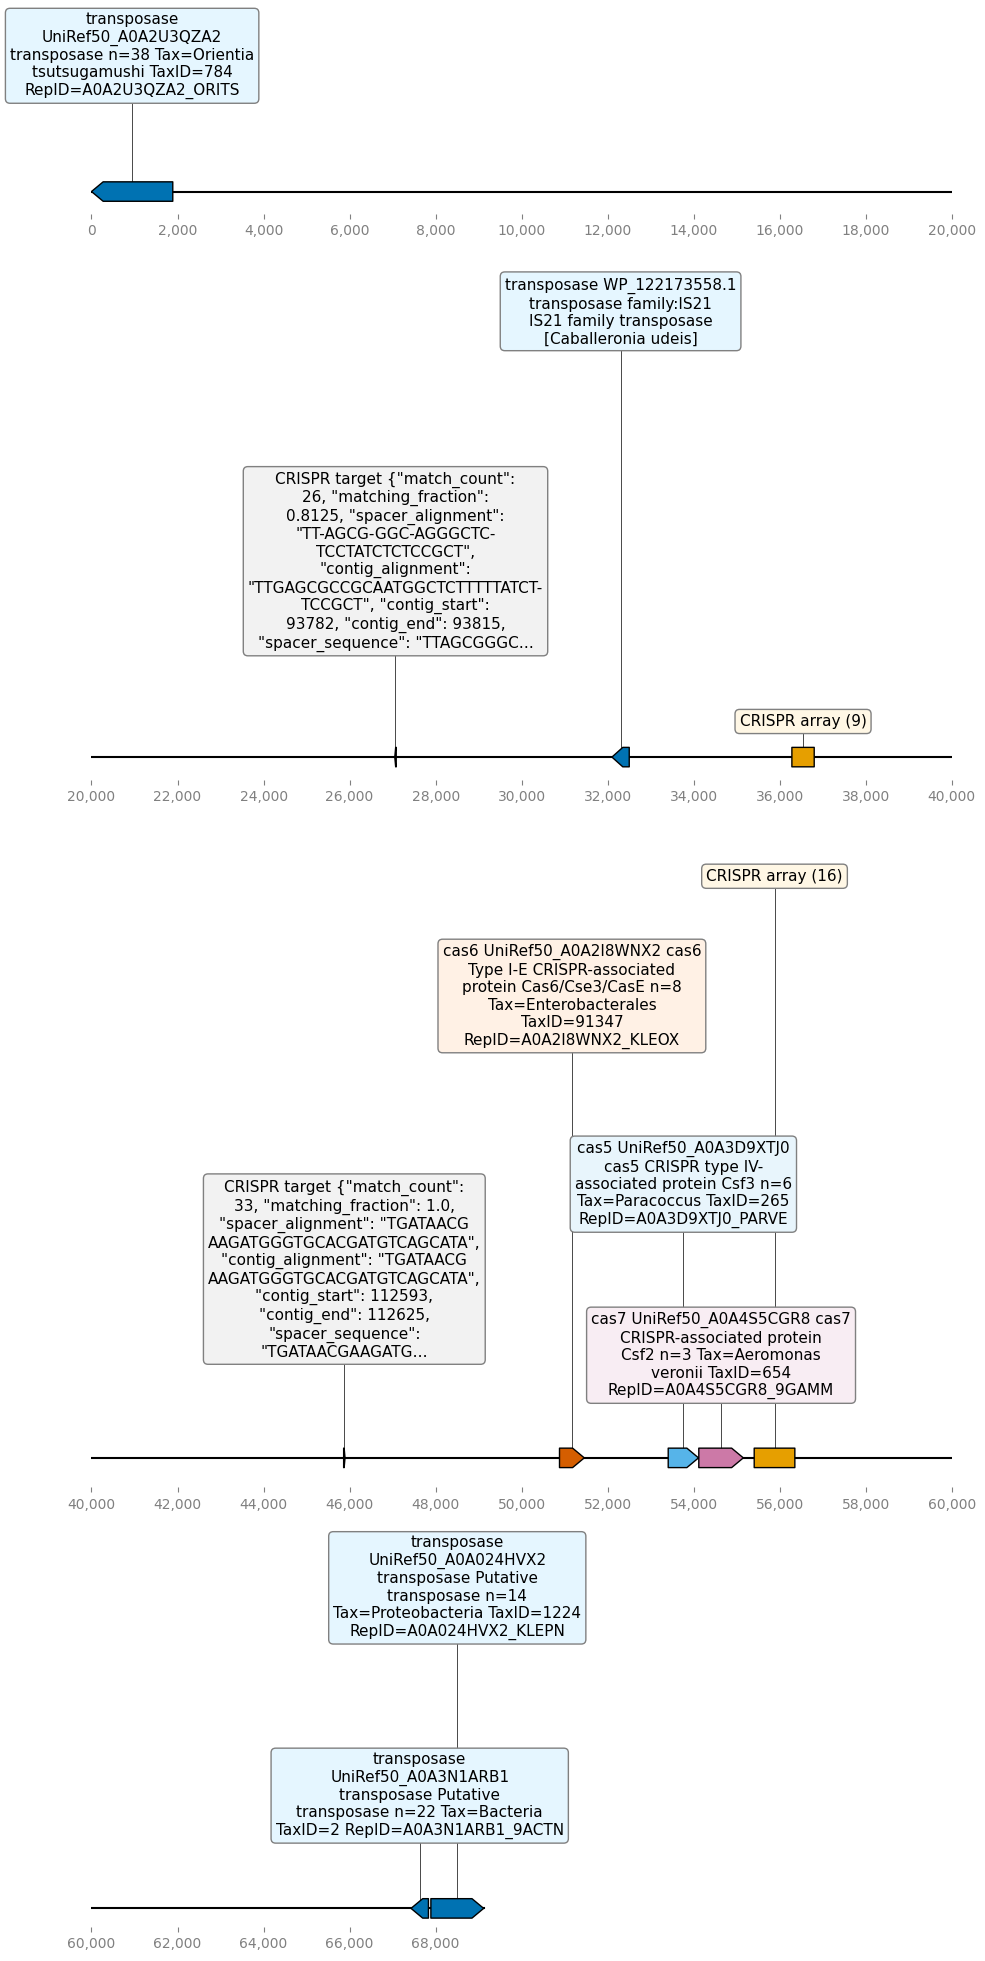 transposase
UniRef50_A0A2U3QZA2
transposase n=38 Tax=Orientia
tsutsugamushi TaxID=784
RepID=A0A2U3QZA2_ORITS
0 2,000 4,000 6,000 8,000 10,000 12,000 14,000 16,000 18,000 20,000
transposase WP_122173558.1
transposase family:IS21
IS21 family transposase
[Caballeronia udeis]
CRISPR target {"match_count":
26, "matching_fraction":
0.8125, "spacer_alignment":
"TT-AGCG-GGC-AGGGCTC-
TCCTATCTCTCCGCT",
"contig_alignment":
"TTGAGCGCCGCAATGGCTCTTTTTATCT-
TCCGCT", "contig_start":
93782, "contig_end": 93815,
"spacer_sequence": "TTAGCGGGC...
CRISPR array (9)
20,000 22,000 24,000 26,000 28,000 30,000 32,000 34,000 36,000 38,000 40,000
CRISPR array (16)
cas6 UniRef50_A0A2I8WNX2 cas6
Type I-E CRISPR-associated
protein Cas6/Cse3/CasE n=8
Tax=Enterobacterales
TaxID=91347
RepID=A0A2I8WNX2_KLEOX
cas5 UniRef50_A0A3D9XTJ0
cas5 CRISPR type IV-
associated protein Csf3 n=6
Tax=Paracoccus TaxID=265
RepID=A0A3D9XTJ0_PARVE
CRISPR target {"match_count":
33, "matching_fraction": 1.0,
"spacer_alignment": "TGATAACG
AAGATGGGTGCACGATGTCAGCATA",
"contig_alignment": "TGATAACG
AAGATGGGTGCACGATGTCAGCATA",
"contig_start": 112593,
"contig_end": 112625,
"spacer_sequence":
"TGATAACGAAGATG...
cas7 UniRef50_A0A4S5CGR8 cas7
CRISPR-associated protein
Csf2 n=3 Tax=Aeromonas
veronii TaxID=654
RepID=A0A4S5CGR8_9GAMM
40,000 42,000 44,000 46,000 48,000 50,000 52,000 54,000 56,000 58,000 60,000
transposase
UniRef50_A0A024HVX2
transposase Putative
transposase n=14
Tax=Proteobacteria TaxID=1224
RepID=A0A024HVX2_KLEPN
transposase
UniRef50_A0A3N1ARB1
transposase Putative
transposase n=22 Tax=Bacteria
TaxID=2 RepID=A0A3N1ARB1_9ACTN
60,000 62,000 64,000 66,000 68,000